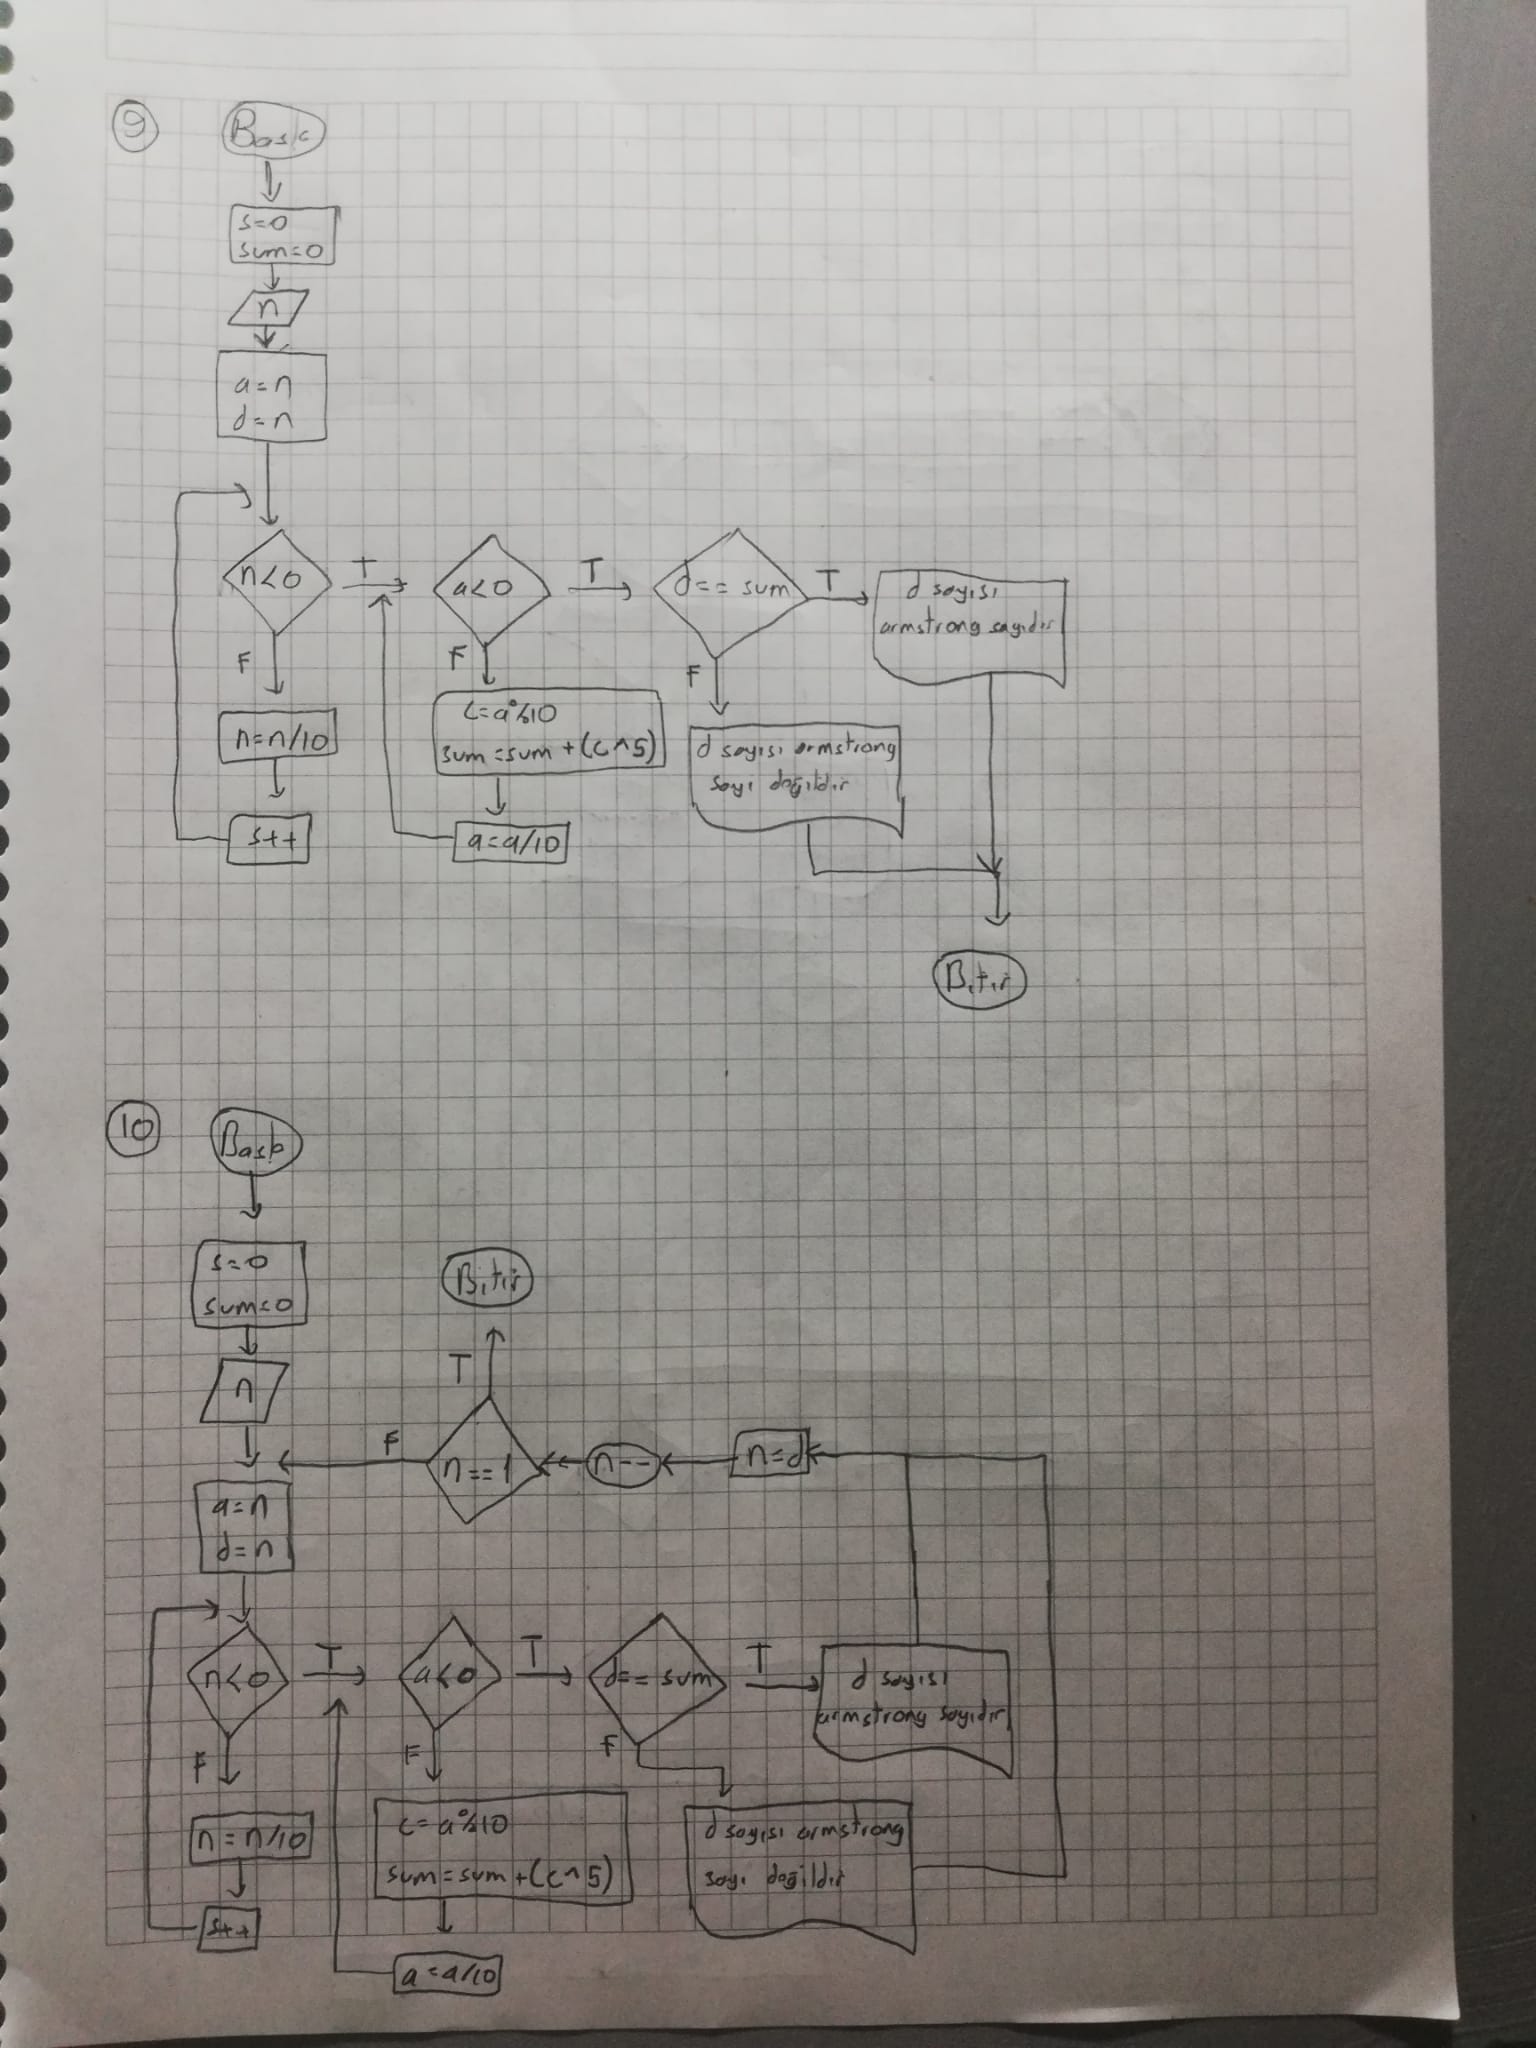 9
Başla
s=0
sum=0
n
a=n
d=n
n<0
T
a<0
T
d==sum
T
d sayısı
armstrong sayıdır
F
F
F
n=n/10
c=a%10
sum=sum+(c^5)
d sayısı armstrong
sayı değildir
s++
a=a/10
Bitir
10
Başla
s=0
sum=0
Bitir
n
T
F
n==1
n--
n=d
a=n
d=n
n<0
T
a<0
T
d==sum
T
d sayısı
armstrong sayıdır
F
F
F
n=n/10
c=a%10
sum=sum+(c^5)
d sayısı armstrong
sayı değildir
s++
a=a/10